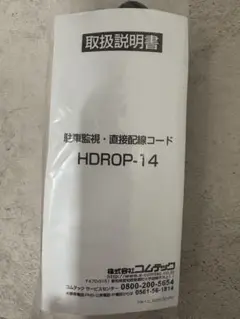 取扱説明書
駐車監視・直接配線コード
HDROP-14
株式会社コムテック
コムテック サービスセンター 0800-200-5654
0561-56-1814